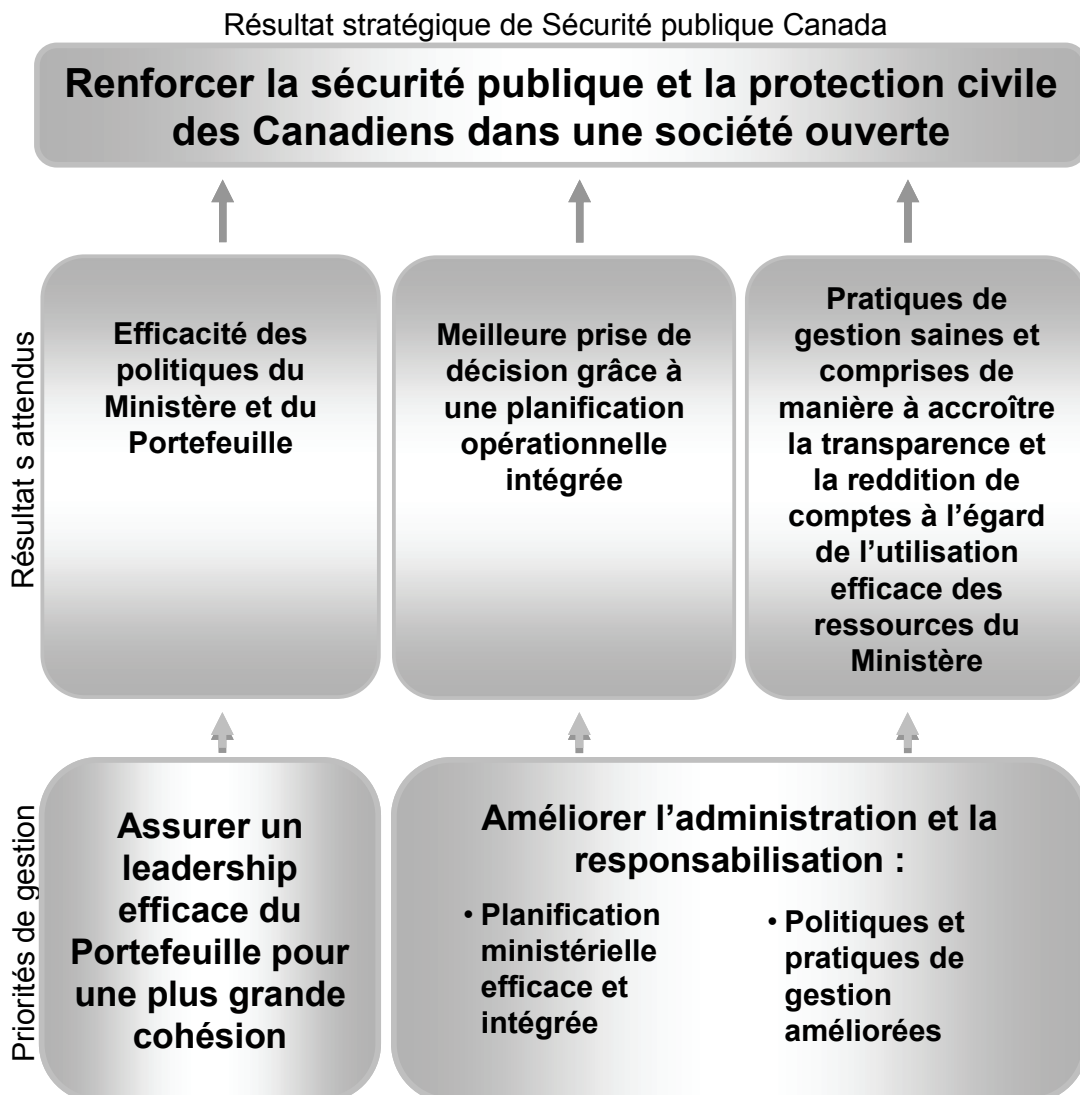 Résultat stratégique de Sécurité publique Canada
Renforcer la sécurité publique et la protection civile
des Canadiens dans une société ouverte
Résultat s attendus
Efficacité des
politiques du
Ministère et du
Portefeuille
Meilleure prise de
décision grâce à
une planification
opérationnelle
intégrée
Pratiques de
gestion saines et
comprises de
manière à accroître
la transparence et
la reddition de
comptes à l’égard
de l’utilisation
efficace des
ressources du
Ministère
Priorités de gestion
Assurer un
leadership
efficace du
Portefeuille pour
une plus grande
cohésion
Améliorer l’administration et la
responsabilisation :
• Planification
ministérielle
efficace et
intégrée
• Politiques et
pratiques de
gestion
améliorées